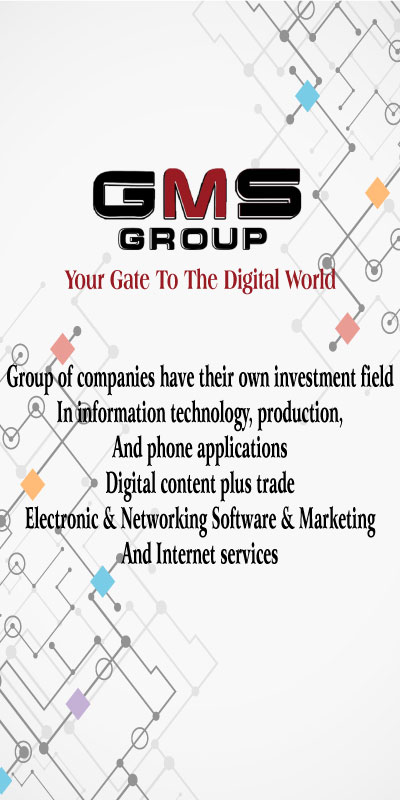 GMS
GROUP
Your Gate To The Digital World
Group of companies have their own investment field
In information technology, production,
And phone applications
Digital content plus trade
Electronic & Networking Software & Marketing
And Internet services